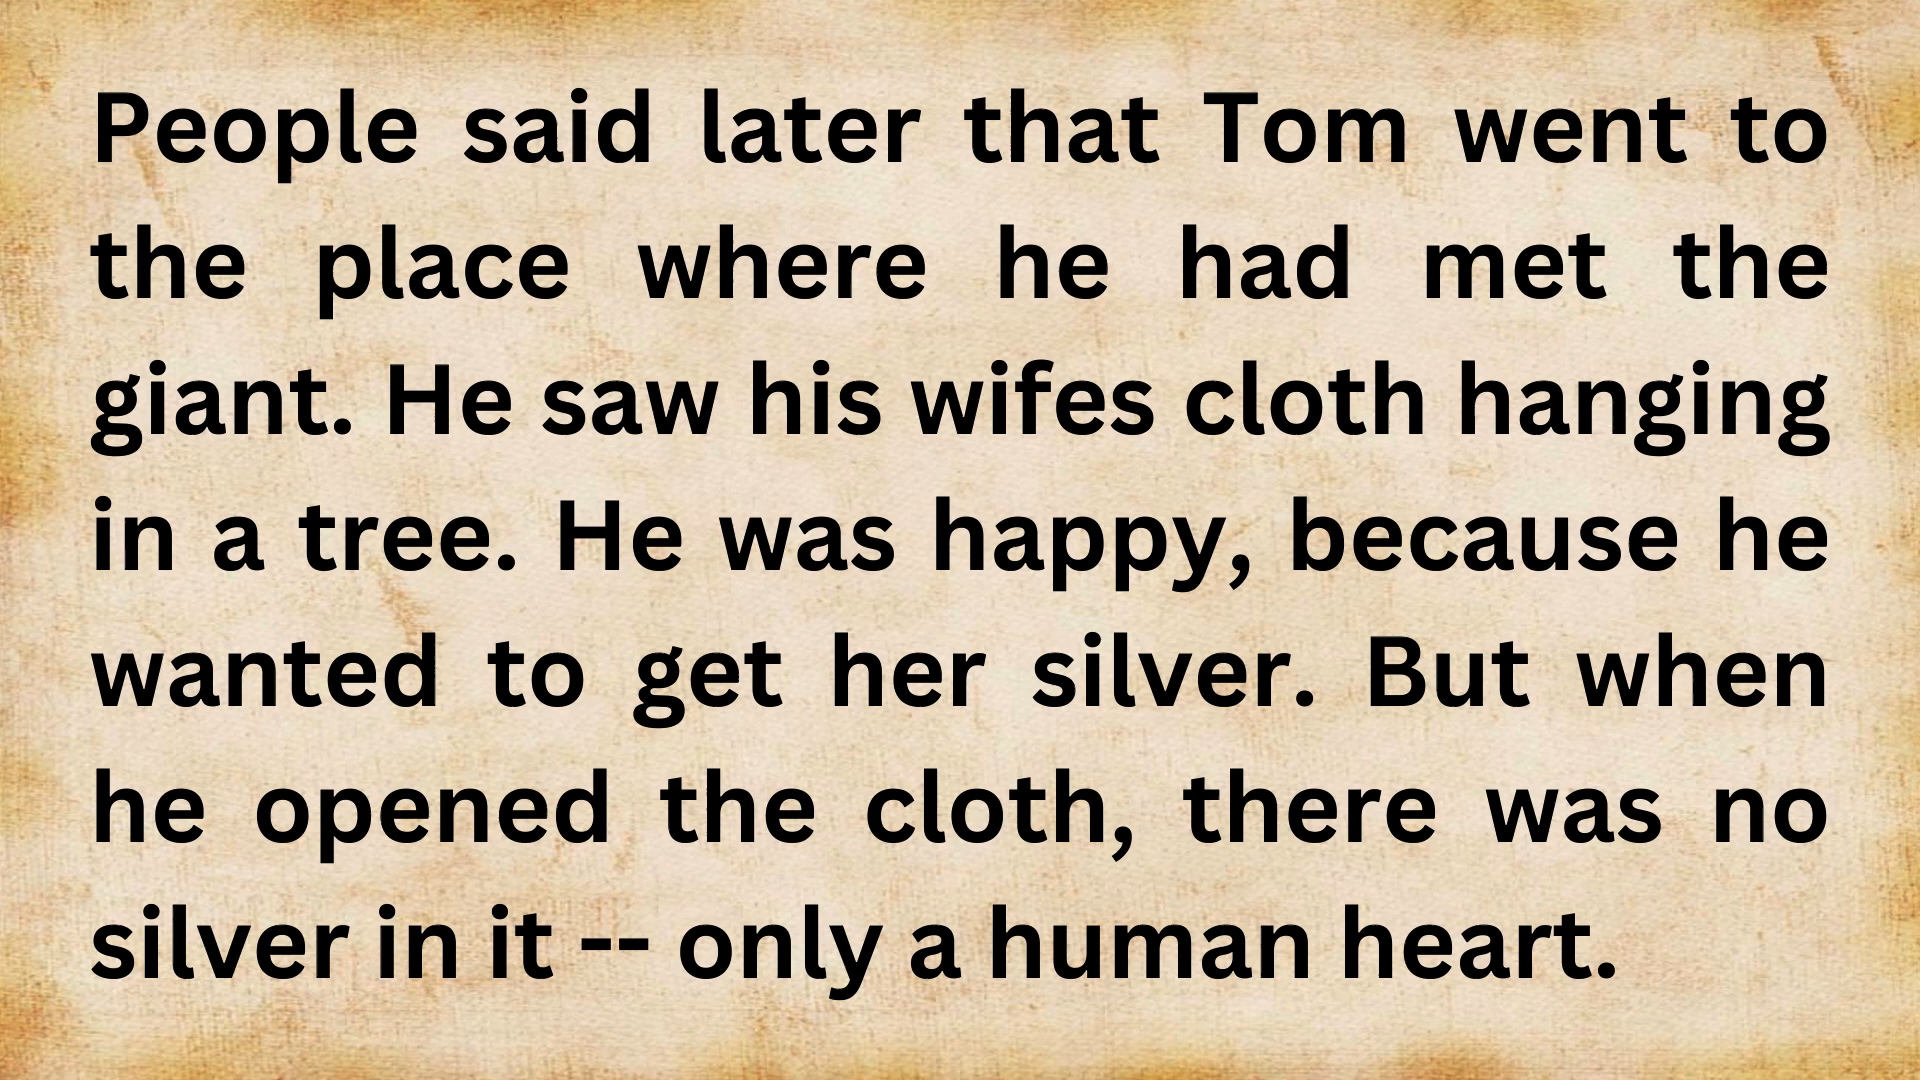 People said later that Tom went to
the place where he had met the
giant. He saw his wifes cloth hanging
in a tree. He was happy, because he
wanted to get her silver. But when
he opened the cloth, there was no
silver in it -- only a human heart.